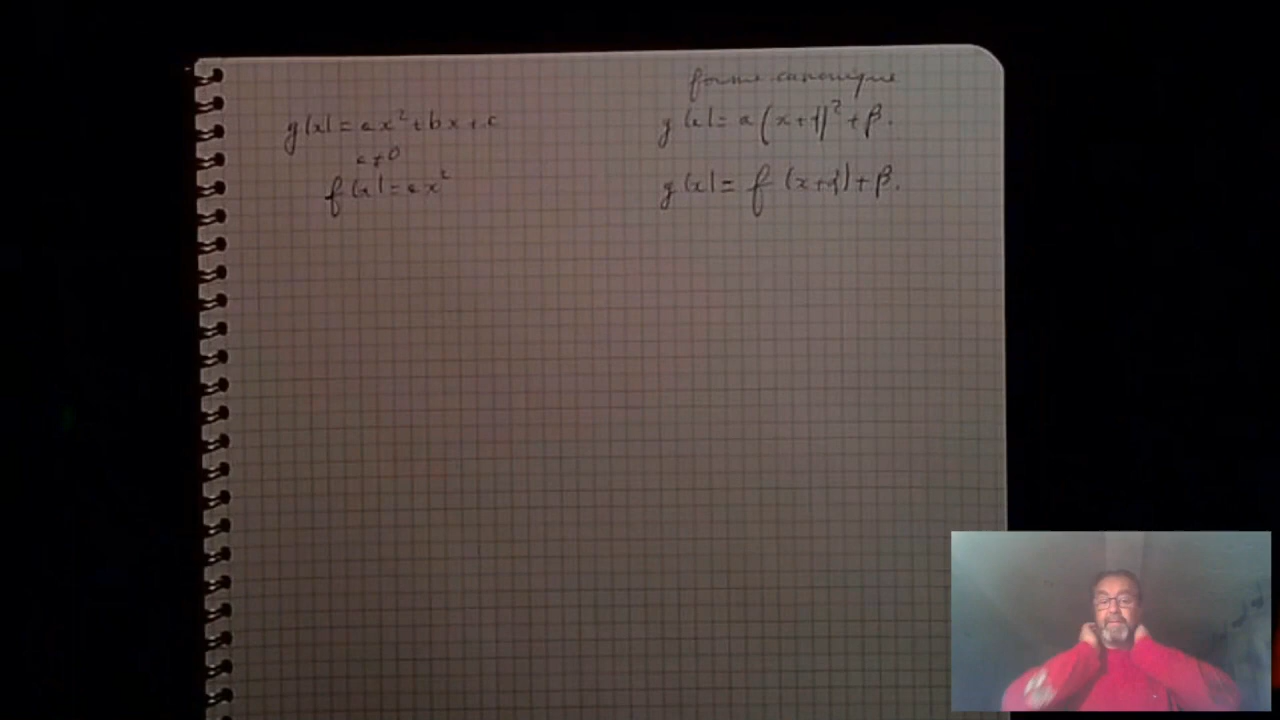 g(x) = ax² + bx + c
a ≠ 0
f(x) = ax²
forme canonique
g(x) = a(x+γ)² + β.
g(x) = f(x+γ) + β.